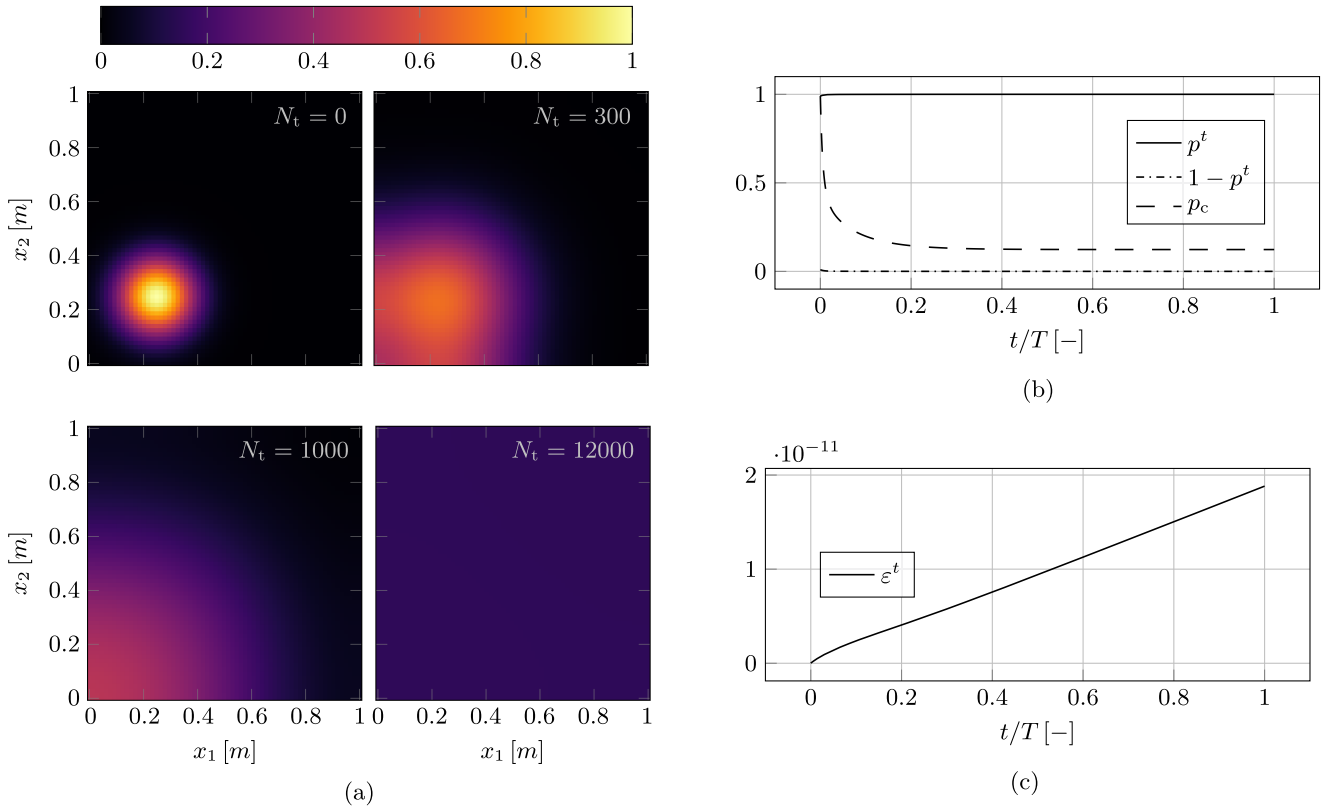 0 0.2 0.4 0.6 0.8 1
1
0.8
0.6
0.4
0.2
0
x₂ [m]
Nₜ = 0
Nₜ = 300
1
0.8
0.6
0.4
0.2
0
x₂ [m]
Nₜ = 1000
Nₜ = 12000
0 0.2 0.4 0.6 0.8 1
0 0.2 0.4 0.6 0.8 1
x₁ [m]
x₁ [m]
(a)
1
0.5
0
pᵗ
1 − pᵗ
p_c
0 0.2 0.4 0.6 0.8 1
t/T [−]
(b)
·10⁻¹¹
2
1
0
εᵗ
0 0.2 0.4 0.6 0.8 1
t/T [−]
(c)